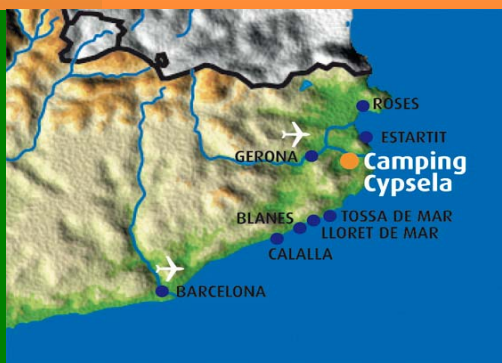 ROSES
ESTARTIT
GERONA
Camping
Cypsela
BLANES
TOSSA DE MAR
LLORET DE MAR
CALALLA
BARCELONA